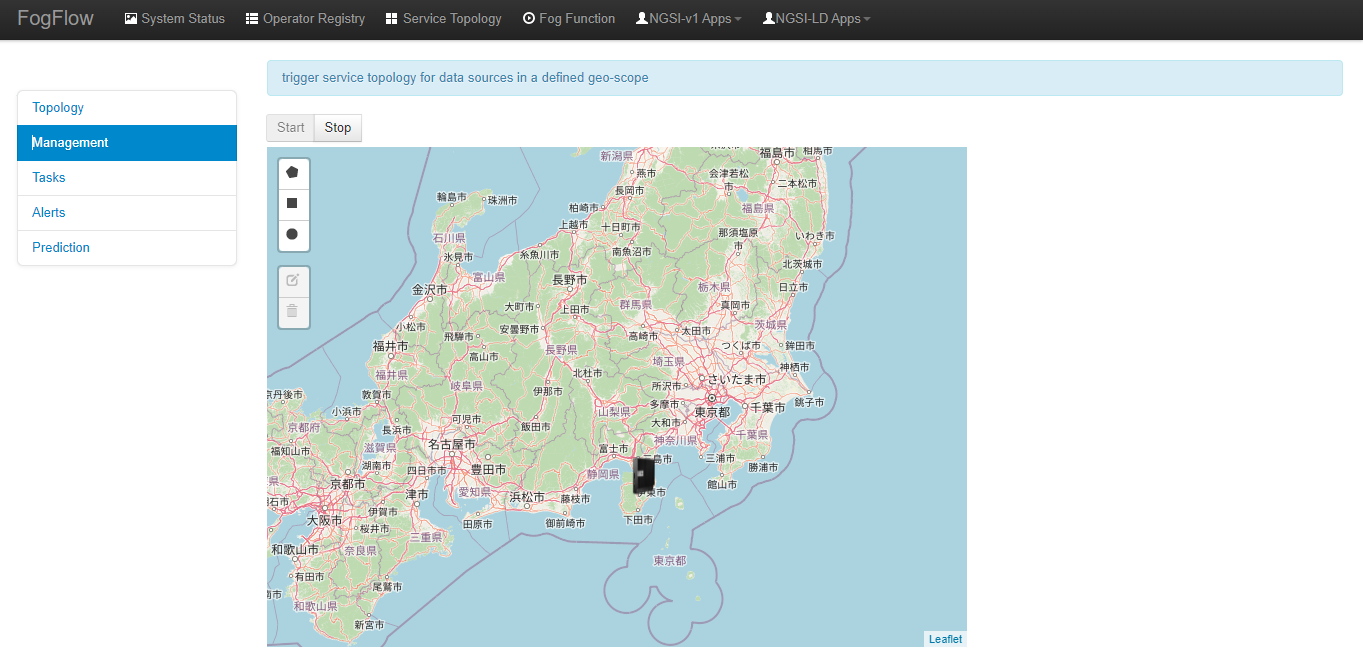 FogFlow System Status Operator Registry Service Topology Fog Function NGSI-v1 Apps NGSI-LD Apps
trigger service topology for data sources in a defined geo-scope
Topology
Management
Tasks
Alerts
Prediction
Start Stop
新潟県
福島市
相馬市
燕市
会津若松市
二本松市
長岡市
輪島市
珠洲市
柏崎市
福島県
上越市
十日町市
那須塩原市
いわき市
石川県
氷見市
糸魚川市
南魚沼市
北茨城市
富山県
金沢市
長野市
栃木県
日立市
大町市
上田市
群馬県
真岡市
小松市
安曇野市
太田市
茨城県
飛騨市
高崎市
福井市
長野県
つくば市
鉾田市
高山市
埼玉県
神栖市
福井県
岐阜県
北杜市
所沢市
さいたま市
京丹後市
敦賀市
伊那市
多摩市
銚子市
小浜市
山梨県
東京都
千葉市
京都府
長浜市
可児市
飯田市
大和市
千葉県
福知山市
滋賀県
名古屋市
富士市
神奈川県
三島市
三浦市
勝浦市
湖南市
四日市市
豊田市
静岡県
館山市
京都市
津市
愛知県
浜松市
藤枝市
伊東市
大阪市
伊賀市
田原市
御前崎市
下田市
桜井市
三重県
和歌山市
奈良県
東京都
有田市
尾鷲市
和歌山県
新宮市
Leaflet